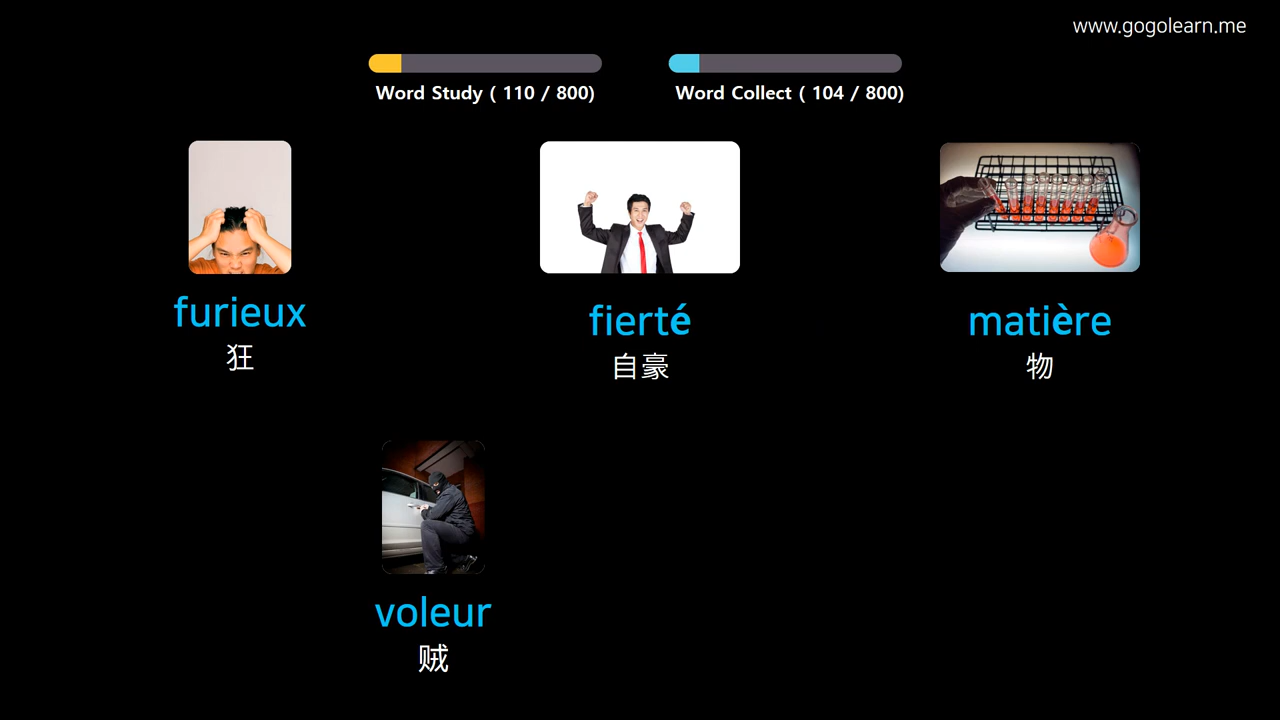 www.gogolearn.me
Word Study ( 110 / 800)
Word Collect ( 104 / 800)
furieux
狂
fierté
自豪
matière
物
voleur
贼